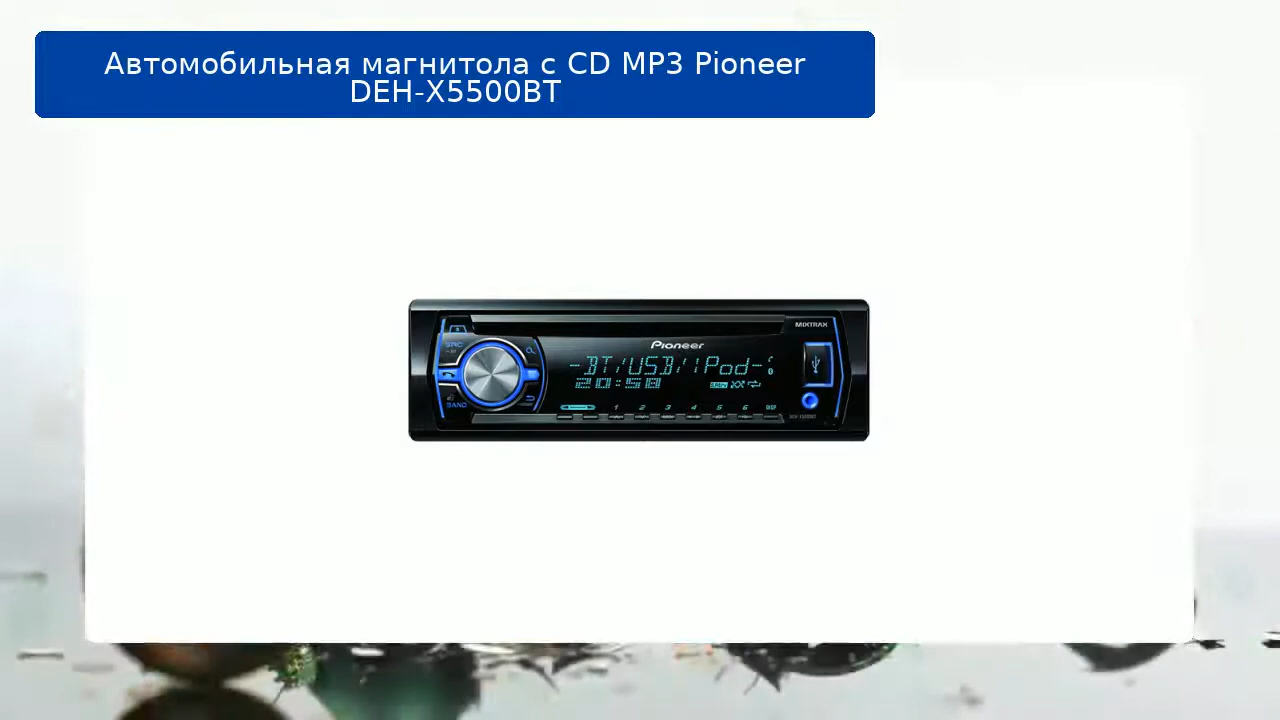 Автомобильная магнитола с CD MP3 Pioneer
DEH-X5500BT
MIXTRAX
Pioneer
SRC
-BT/USB/iPod-
20:58
BAND
1 2 3 4 5 6 DISP